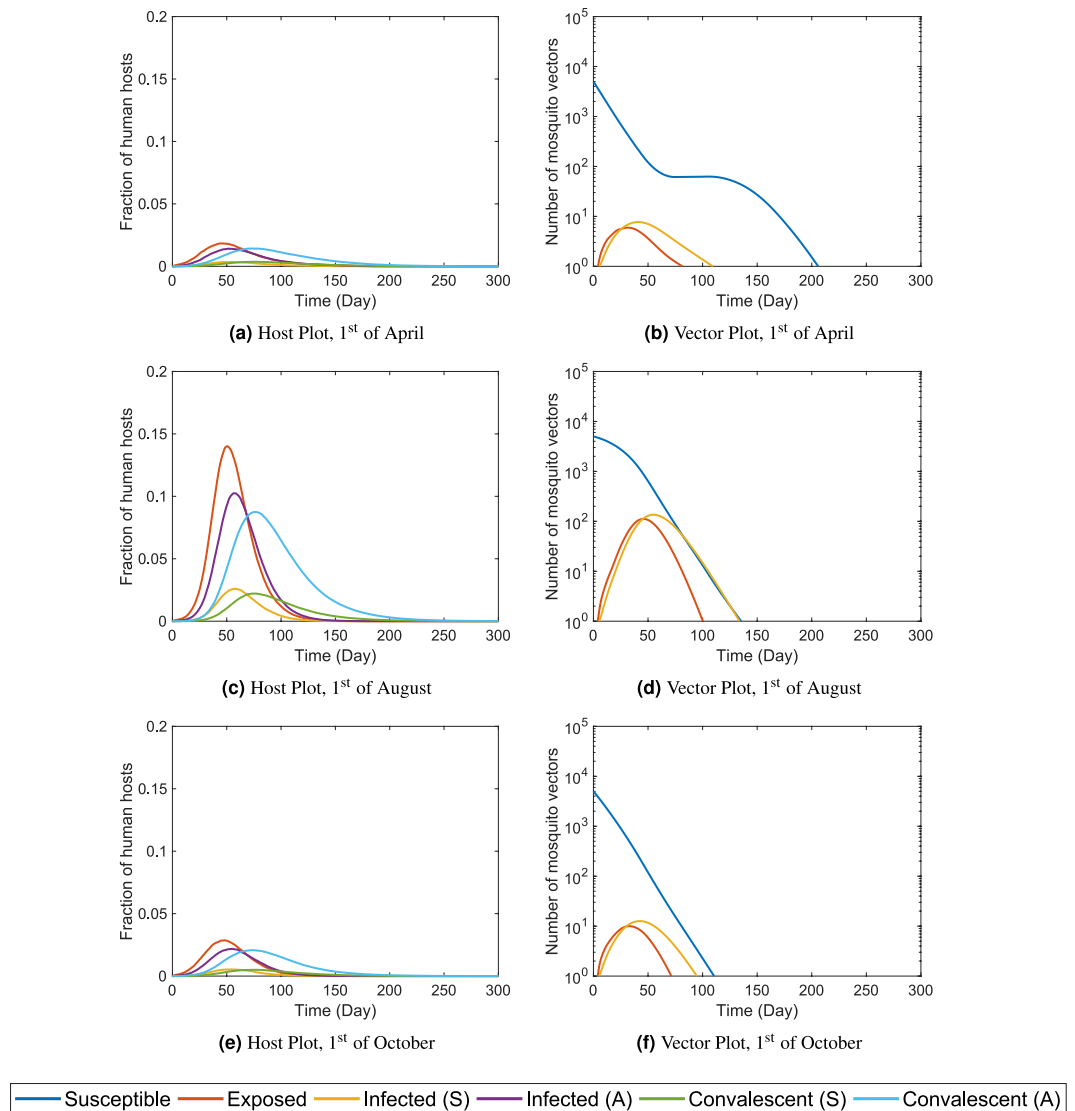 0.2
0.15
0.1
0.05
0
Fraction of human hosts
0 50 100 150 200 250 300
Time (Day)
(a) Host Plot, 1st of April
10^5
10^4
10^3
10^2
10^1
10^0
Number of mosquito vectors
0 50 100 150 200 250 300
Time (Day)
(b) Vector Plot, 1st of April
0.2
0.15
0.1
0.05
0
Fraction of human hosts
0 50 100 150 200 250 300
Time (Day)
(c) Host Plot, 1st of August
10^5
10^4
10^3
10^2
10^1
10^0
Number of mosquito vectors
0 50 100 150 200 250 300
Time (Day)
(d) Vector Plot, 1st of August
0.2
0.15
0.1
0.05
0
Fraction of human hosts
0 50 100 150 200 250 300
Time (Day)
(e) Host Plot, 1st of October
10^5
10^4
10^3
10^2
10^1
10^0
Number of mosquito vectors
0 50 100 150 200 250 300
Time (Day)
(f) Vector Plot, 1st of October
Susceptible Exposed Infected (S) Infected (A) Convalescent (S) Convalescent (A)